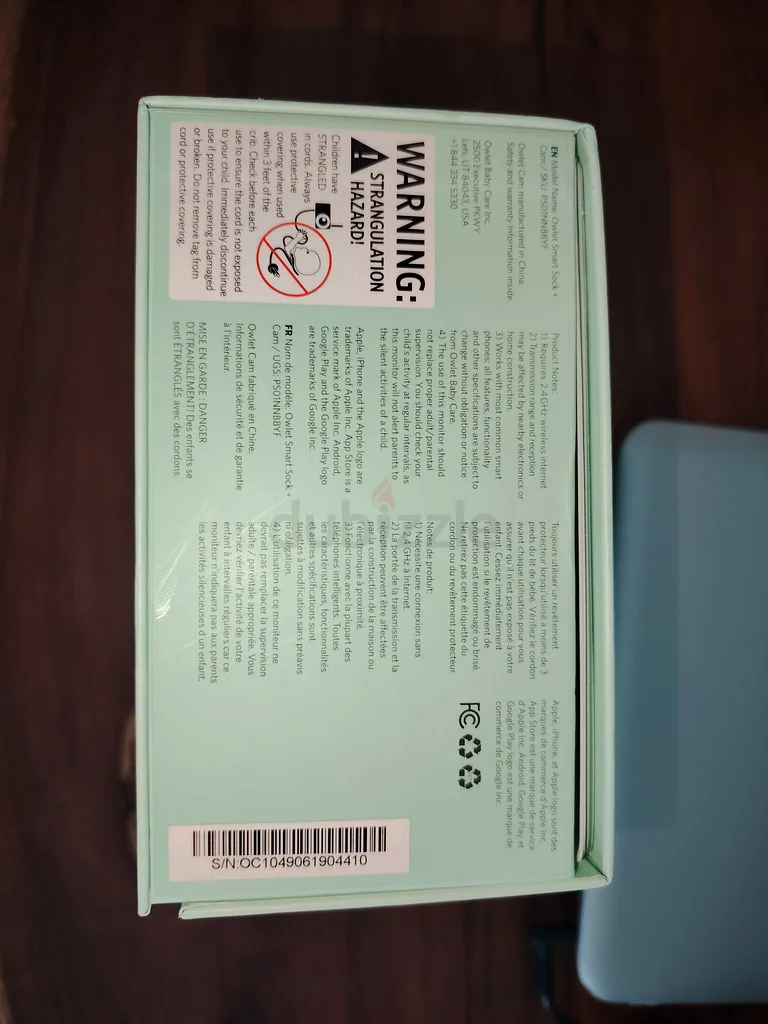 EN Model Name: Owlet Smart Sock +
Cam / SKU: PS01NNBBYF
Owlet Cam manufactured in China.
Safety and warranty information inside.
Owlet Baby Care Inc.
2500 Executive PKWY
Lehi, UT 84043, USA
+1 844 334 5330
WARNING:
STRANGULATION
HAZARD!
Children have
STRANGLED
in cords. Always
use protective
covering when used
within 3 feet of the
crib. Check before each
use to ensure the cord is not exposed
to your child. Immediately discontinue
use if protective covering is damaged
or broken. Do not remove tag from
cord or protective covering.
Product Notes:
1) Requires 2.4GHz wireless internet.
2) Transmission range and reception
may be affected by nearby electronics or
home construction.
3) Works with most common smart
phones, all features, functionality
and other specifications are subject to
change without obligation or notice
from Owlet Baby Care.
4) The use of this monitor should
not replace proper adult/parental
supervision. You should check your
child's activity at regular intervals, as
this monitor will not alert parents to
the silent activities of a child.
Apple, iPhone and the Apple logo are
trademarks of Apple Inc. App Store is a
service mark of Apple Inc. Android,
Google Play and the Google Play logo
are trademarks of Google Inc.
FR Nom de modèle: Owlet Smart Sock +
Cam / UGS: PS01NNBBYF
Owlet Cam fabriqué en Chine.
Informations de sécurité et de garantie
à l'intérieur.
MISE EN GARDE : DANGER
D'ÉTRANGLEMENT! Des enfants se
sont ÉTRANGLÉS avec des cordons.
Toujours utiliser un revêtement
protecteur lorsqu'utilisé à moins de 3
pieds du lit de bébé. Vérifiez le cordon
avant chaque utilisation pour vous
assurer qu'il n'est pas exposé à votre
enfant. Cessez immédiatement
l'utilisation si le revêtement de
protection est endommagé ou brisé.
Ne retirez pas cette étiquette du
cordon ou du revêtement protecteur.
Notes de produit:
1) Nécessite une connexion sans
fil 2,4 GHz à Internet.
2) La portée de la transmission et la
réception peuvent être affectées
par la construction de la maison ou
l'électronique à proximité.
3) Fonctionne avec la plupart des
téléphones intelligents. Toutes
les caractéristiques, fonctionnalités
et autres spécifications sont
sujettes à modification sans préavis
ni obligation.
4) L'utilisation de ce moniteur ne
devrait pas remplacer la supervision
adulte / parentale appropriée. Vous
devriez vérifier l'activité de votre
enfant à intervalles réguliers car ce
moniteur n'indiquera pas aux parents
les activités silencieuses d'un enfant.
Apple, iPhone, et Apple logo sont des
marques de commerce d'Apple Inc.
App Store est une marque de service
d'Apple Inc. Android, Google Play et
Google Play logo est une marque de
commerce de Google Inc.
FC
S/N:OC1049061904410
dubizzle